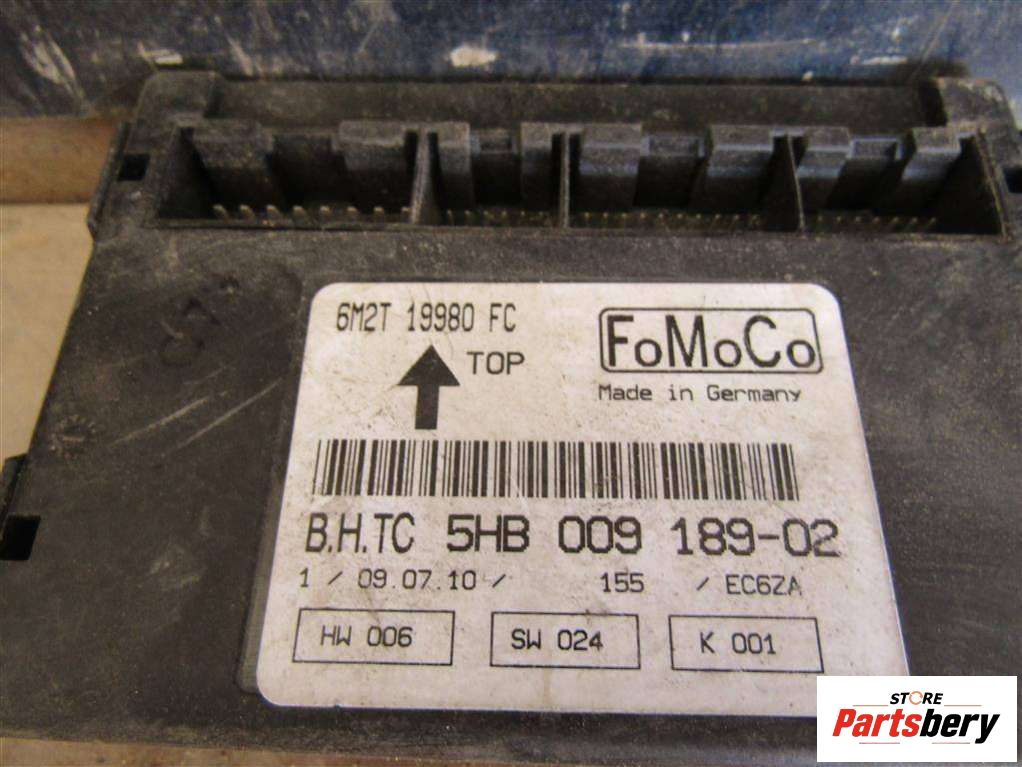 6M2T 19980 FC
TOP
FoMoCo
Made in Germany
B.H.TC 5HB 009 189-02
1 / 09.07.10 / 155 / EC6ZA
HW 006
SW 024
K 001
STORE
Partsbery